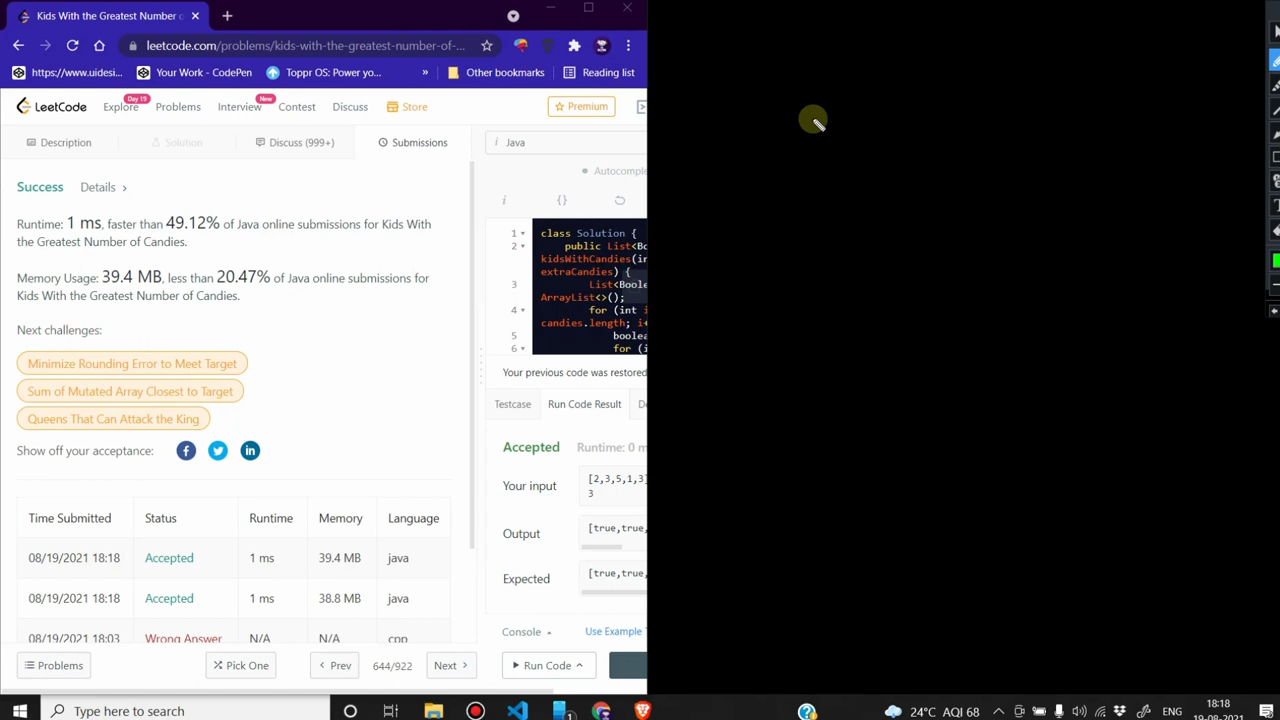 Kids With the Greatest Number
https://www.uidesi
leetcode.com/problems/kids-with-the-greatest-number-of-...
Your Work - CodePen
Toppr OS: Power yo...
»
Other bookmarks
Reading list
LeetCode
Day 19
Explore
Problems
New
Interview
Contest
Discuss
Store
Premium
Description
Solution
Discuss (999+)
Submissions
Success
Details
Runtime: 1 ms, faster than 49.12% of Java online submissions for Kids With
the Greatest Number of Candies.
Memory Usage: 39.4 MB, less than 20.47% of Java online submissions for
Kids With the Greatest Number of Candies.
Next challenges:
Minimize Rounding Error to Meet Target
Sum of Mutated Array Closest to Target
Queens That Can Attack the King
Show off your acceptance:
Time Submitted Status Runtime Memory Language
08/19/2021 18:18 Accepted 1 ms 39.4 MB java
08/19/2021 18:18 Accepted 1 ms 38.8 MB java
08/19/2021 18:03 Wrong Answer N/A N/A cpp
Problems
Pick One
Prev
644/922
Next
i Java
Autocomple
i {}
1 class Solution {
2 public List<Bo
kidsWithCandies(in
extraCandies) {
3 List<Boole
ArrayList<>();
4 for (int i
candies.length; i+
5 boolea
6 for (i
Your previous code was restored
Testcase
Run Code Result
Accepted Runtime: 0 m
Your input
[2,3,5,1,3]
3
Output
[true,true,
Expected
[true,true,
Console
Use Example
Run Code
Type here to search
24°C AQI 68
ENG
18:18
19-08-2021